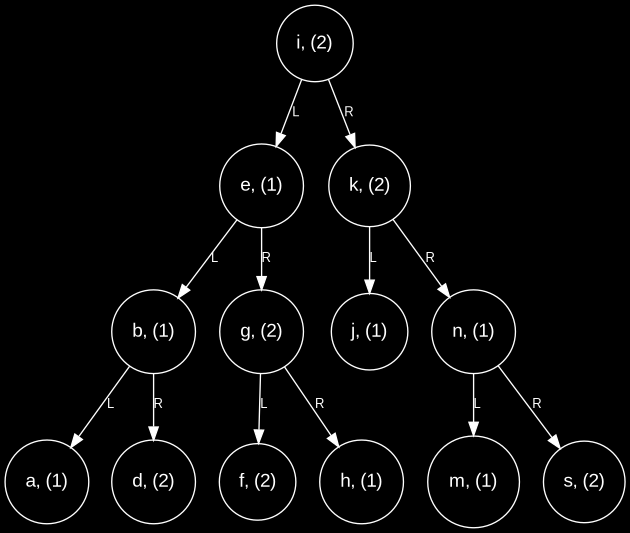 i, (2)
L R
e, (1) k, (2)
L R L R
b, (1) g, (2) j, (1) n, (1)
L R L R L R
a, (1) d, (2) f, (2) h, (1) m, (1) s, (2)